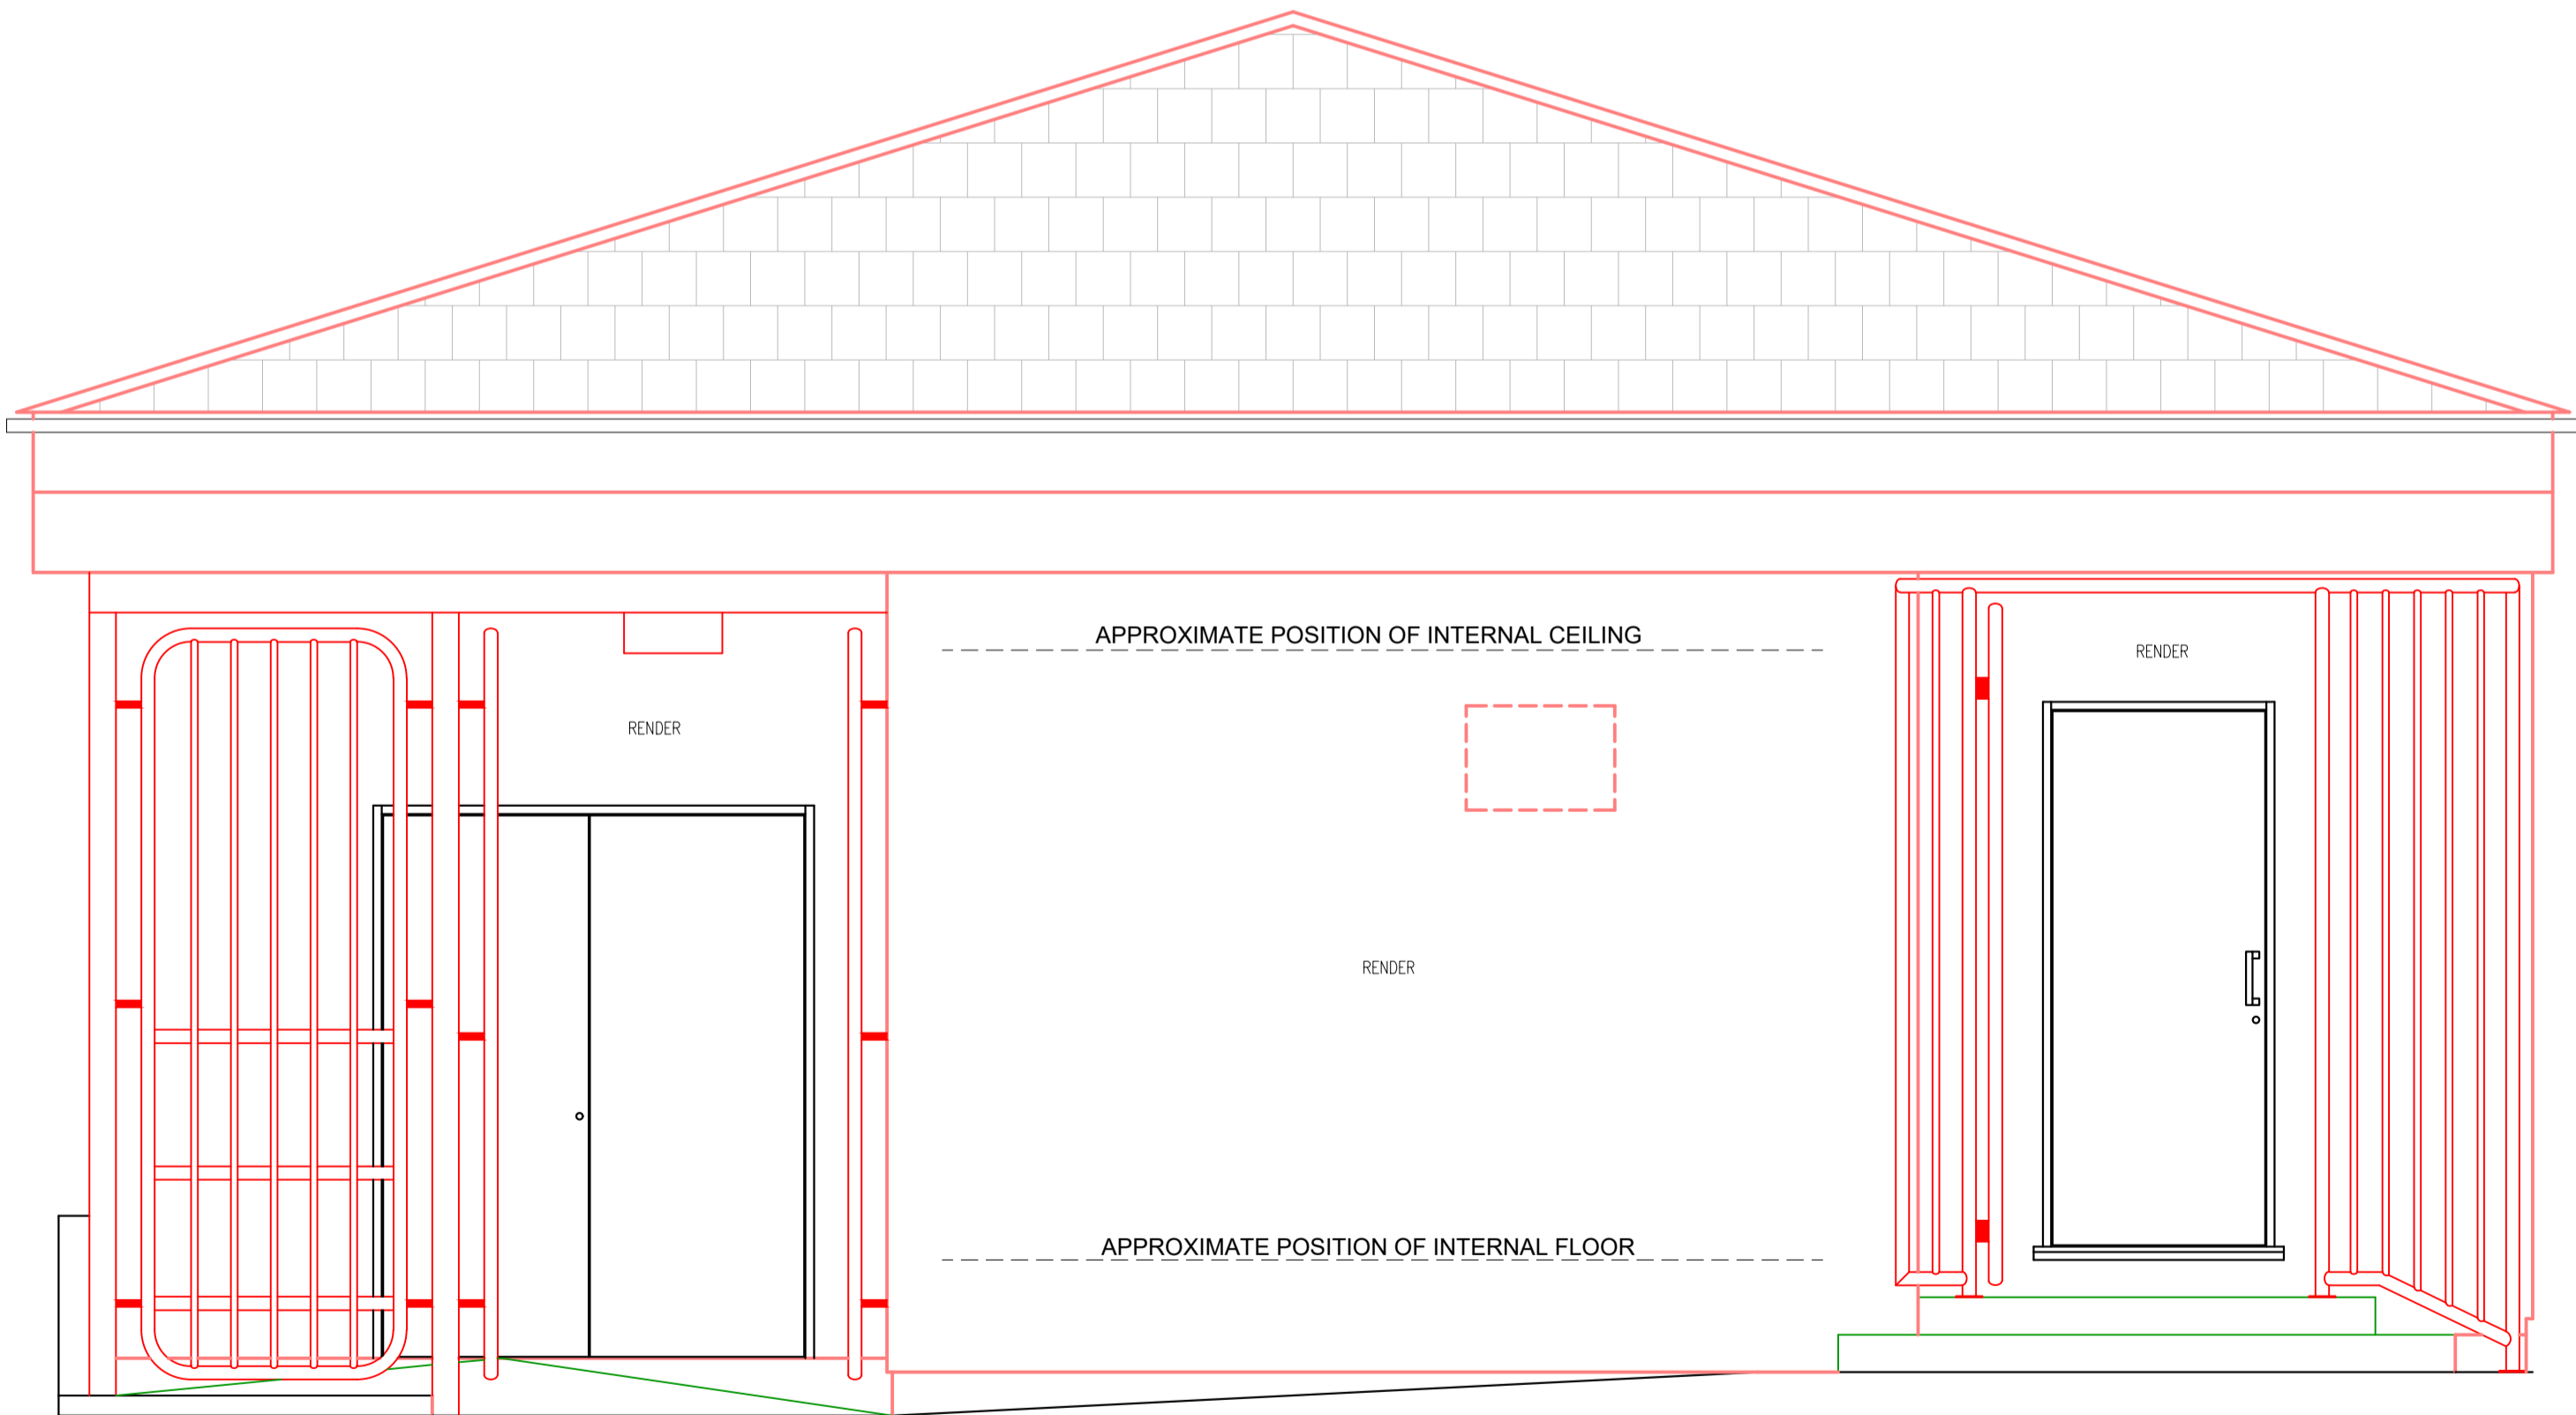 APPROXIMATE POSITION OF INTERNAL CEILING
RENDER
RENDER
RENDER
APPROXIMATE POSITION OF INTERNAL FLOOR